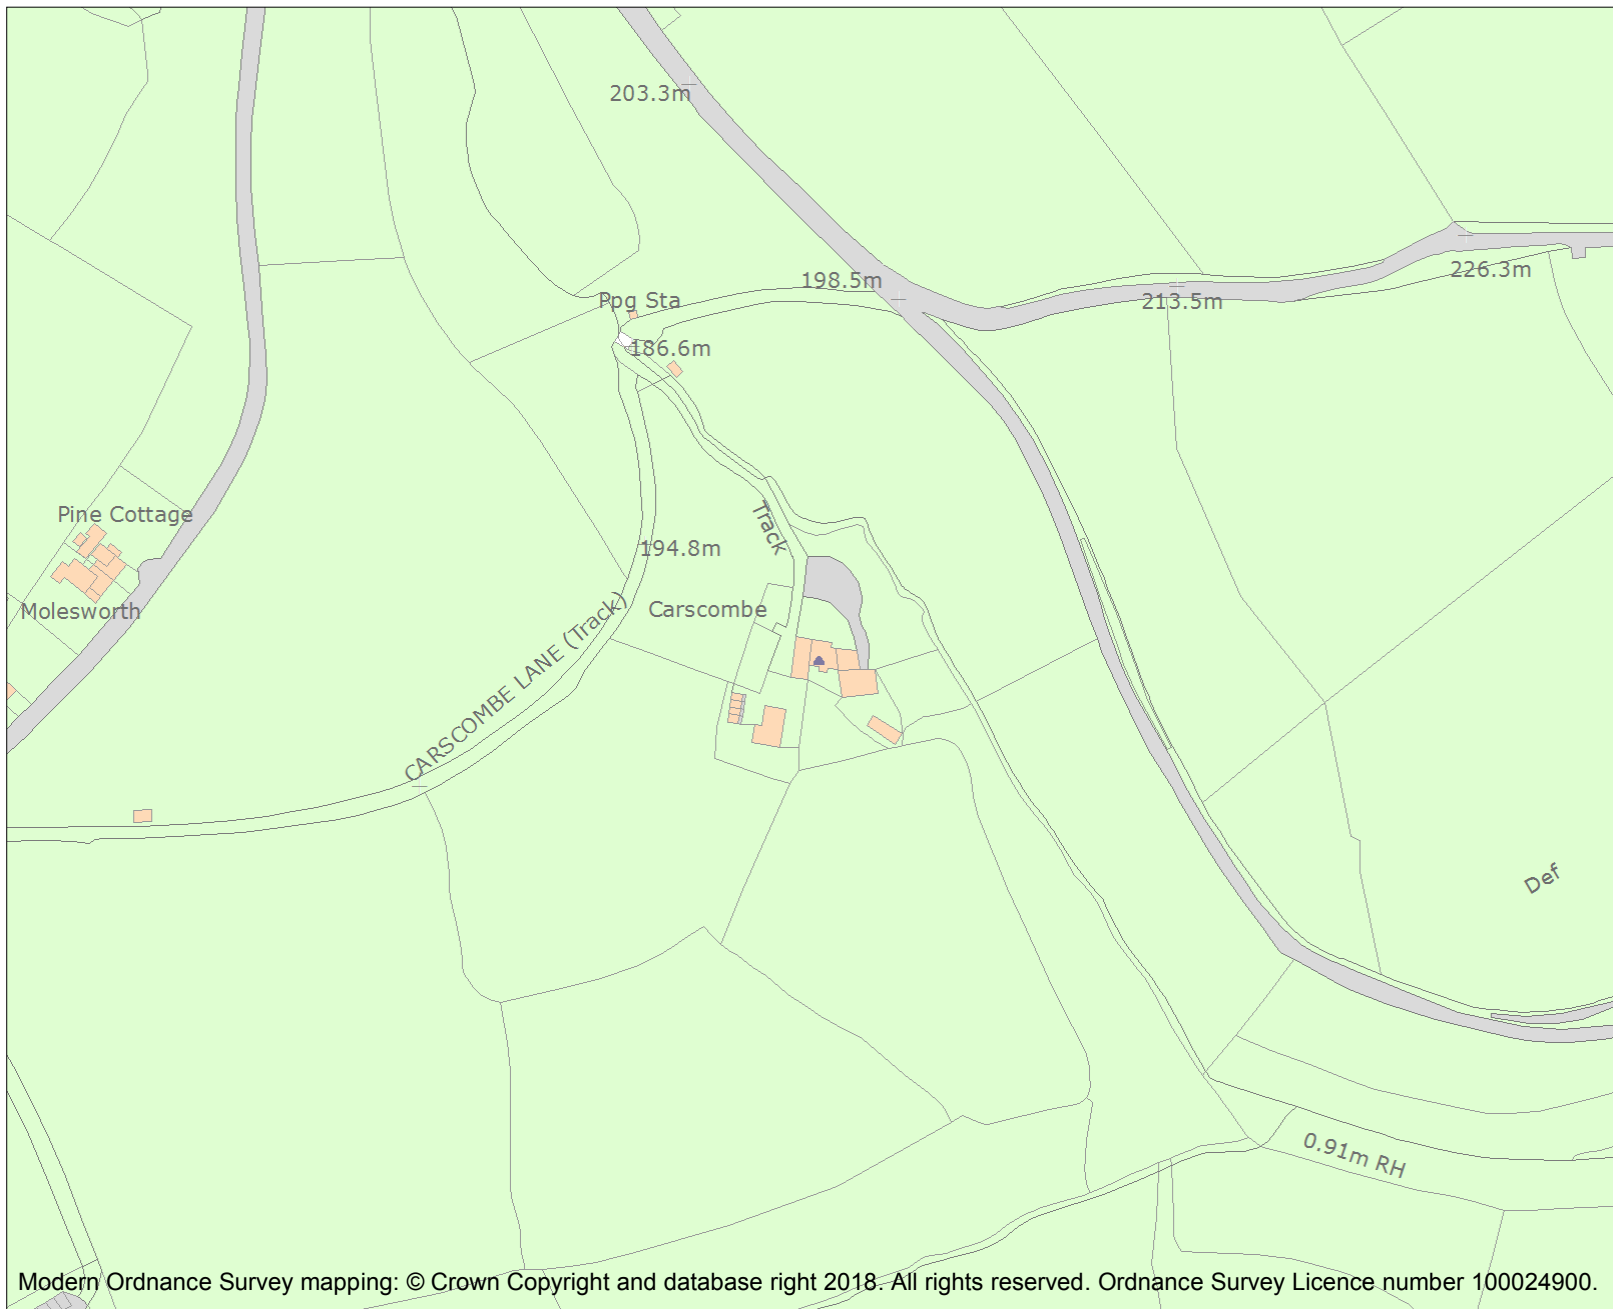 203.3m
198.5m
226.3m
213.5m
Ppg Sta
186.6m
Pine Cottage
Track
194.8m
Molesworth
Carscombe
CARSCOMBE LANE (Track)
Def
0.91m RH
Modern Ordnance Survey mapping: © Crown Copyright and database right 2018. All rights reserved. Ordnance Survey Licence number 100024900.